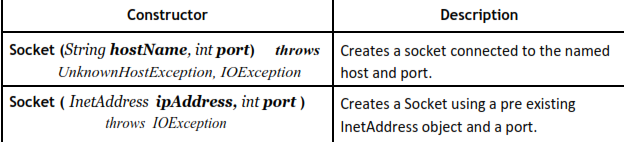 Constructor Description
Socket (String hostName, int port) throws Creates a socket connected to the named
UnknownHostException, IOException host and port.
Socket ( InetAddress ipAddress, int port ) Creates a Socket using a pre existing
throws IOException InetAddress object and a port.